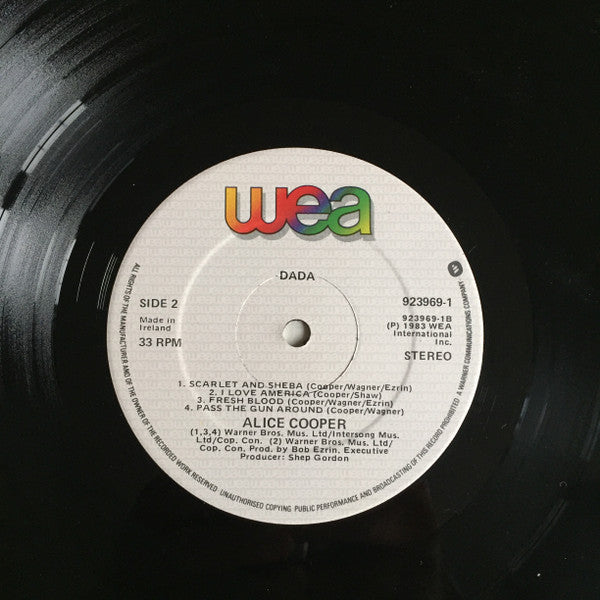 wea
DADA
SIDE 2
923969-1
Made in
Ireland
923969-1B
(P) 1983 WEA
International
Inc.
33 RPM
STEREO
1. SCARLET AND SHEBA (Cooper/Wagner/Ezrin)
2. I LOVE AMERICA (Cooper/Shaw)
3. FRESH BLOOD (Cooper/Wagner/Ezrin)
4. PASS THE GUN AROUND (Cooper/Wagner)
ALICE COOPER
(1,3,4) Warner Bros. Mus. Ltd/Intersong Mus.
Ltd/Cop. Con. (2) Warner Bros. Mus. Ltd/
Cop. Con. Prod. by Bob Ezrin, Executive
Producer: Shep Gordon
ALL RIGHTS OF THE MANUFACTURER AND OF THE OWNER OF THE RECORDED WORK RESERVED UNAUTHORISED COPYING PUBLIC PERFORMANCE AND BROADCASTING OF THIS RECORD PROHIBITED A WARNER COMMUNICATIONS COMPANY